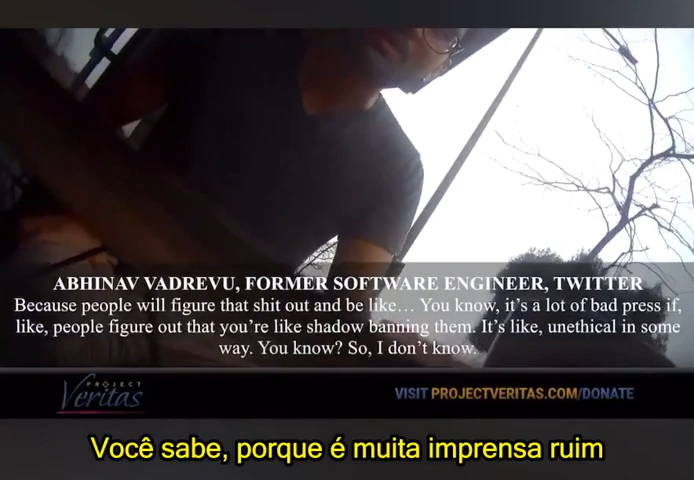 ABHINAV VADREVU, FORMER SOFTWARE ENGINEER, TWITTER
Because people will figure that shit out and be like… You know, it's a lot of bad press if,
like, people figure out that you're like shadow banning them. It's like, unethical in some
way. You know? So, I don't know.
PROJECT
Veritas
VISIT PROJECTVERITAS.COM/DONATE
Você sabe, porque é muita imprensa ruim